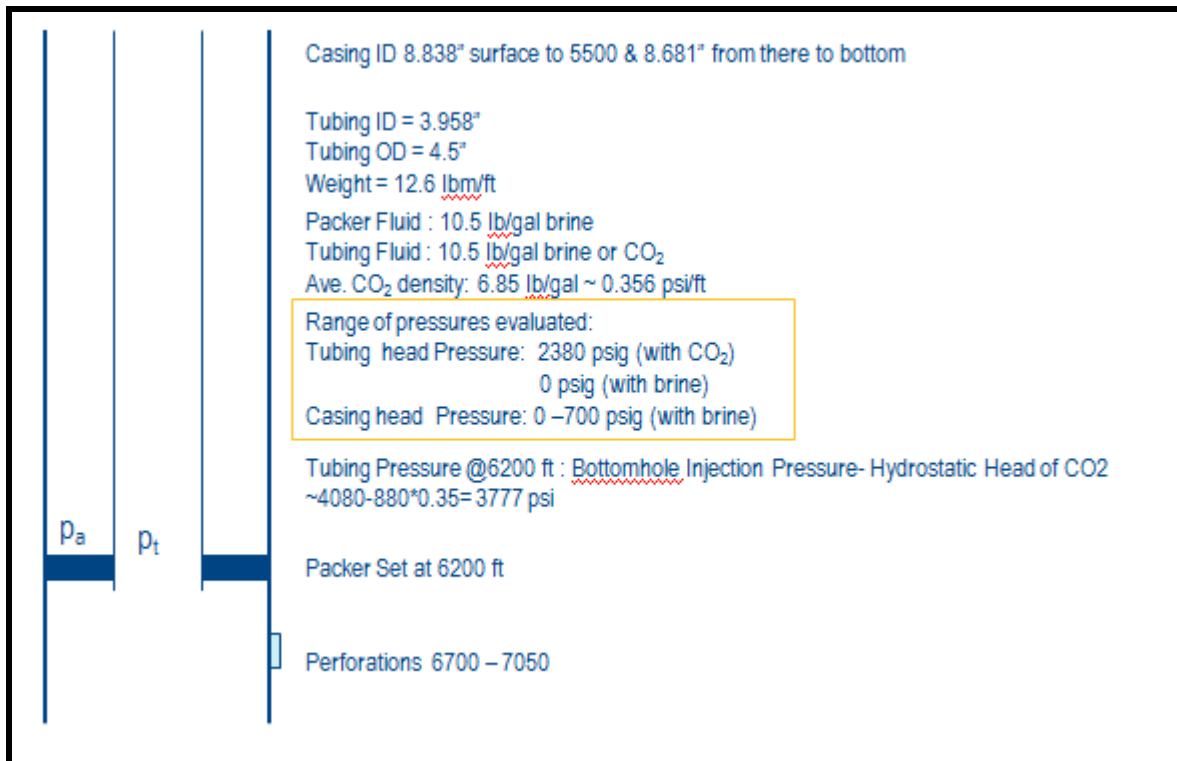 Casing ID 8.838" surface to 5500 & 8.681" from there to bottom
Tubing ID = 3.958"
Tubing OD = 4.5"
Weight = 12.6 lbm/ft
Packer Fluid : 10.5 lb/gal brine
Tubing Fluid : 10.5 lb/gal brine or CO₂
Ave. CO₂ density: 6.85 lb/gal ~ 0.356 psi/ft
Range of pressures evaluated:
Tubing head Pressure: 2380 psig (with CO₂)
0 psig (with brine)
Casing head Pressure: 0 –700 psig (with brine)
Tubing Pressure @6200 ft : Bottomhole Injection Pressure- Hydrostatic Head of CO2
~4080-880*0.35= 3777 psi
pₐ pₜ
Packer Set at 6200 ft
Perforations 6700 – 7050